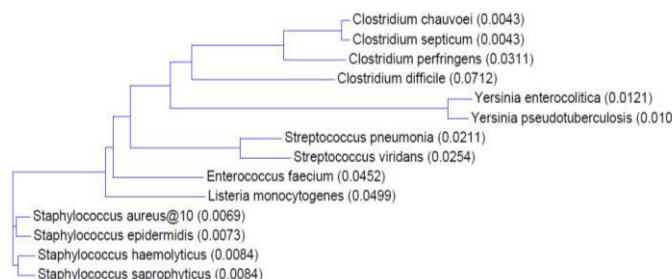 Clostridium chauvoei (0.0043)
Clostridium septicum (0.0043)
Clostridium perfringens (0.0311)
Clostridium difficile (0.0712)
Yersinia enterocolitica (0.0121)
Yersinia pseudotuberculosis (0.010
Streptococcus pneumonia (0.0211)
Streptococcus viridans (0.0254)
Enterococcus faecium (0.0452)
Listeria monocytogenes (0.0499)
Staphylococcus aureus@10 (0.0069)
Staphylococcus epidermidis (0.0073)
Staphylococcus haemolyticus (0.0084)
Staphylococcus saprophyticus (0.0084)